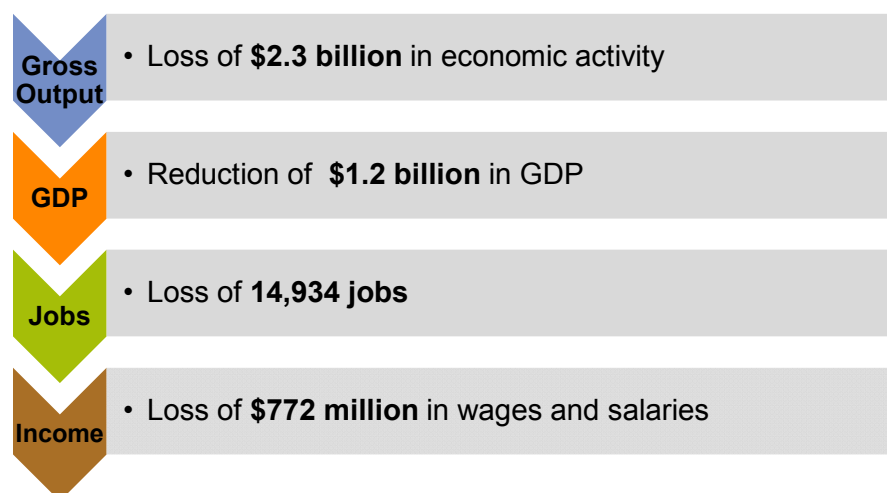 Gross
Output
• Loss of $2.3 billion in economic activity
GDP
• Reduction of $1.2 billion in GDP
Jobs
• Loss of 14,934 jobs
Income
• Loss of $772 million in wages and salaries